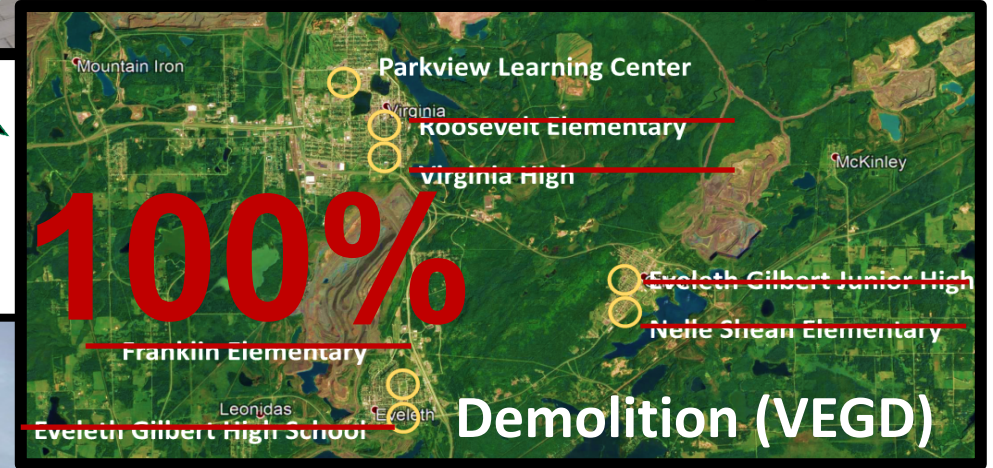 Mountain Iron
Parkview Learning Center
Virginia
Roosevelt Elementary
Virginia High
McKinley
100%
Eveleth Gilbert Junior High
Nelle Shean Elementary
Franklin Elementary
Leonidas
Eveleth
Eveleth Gilbert High School
Demolition (VEGD)